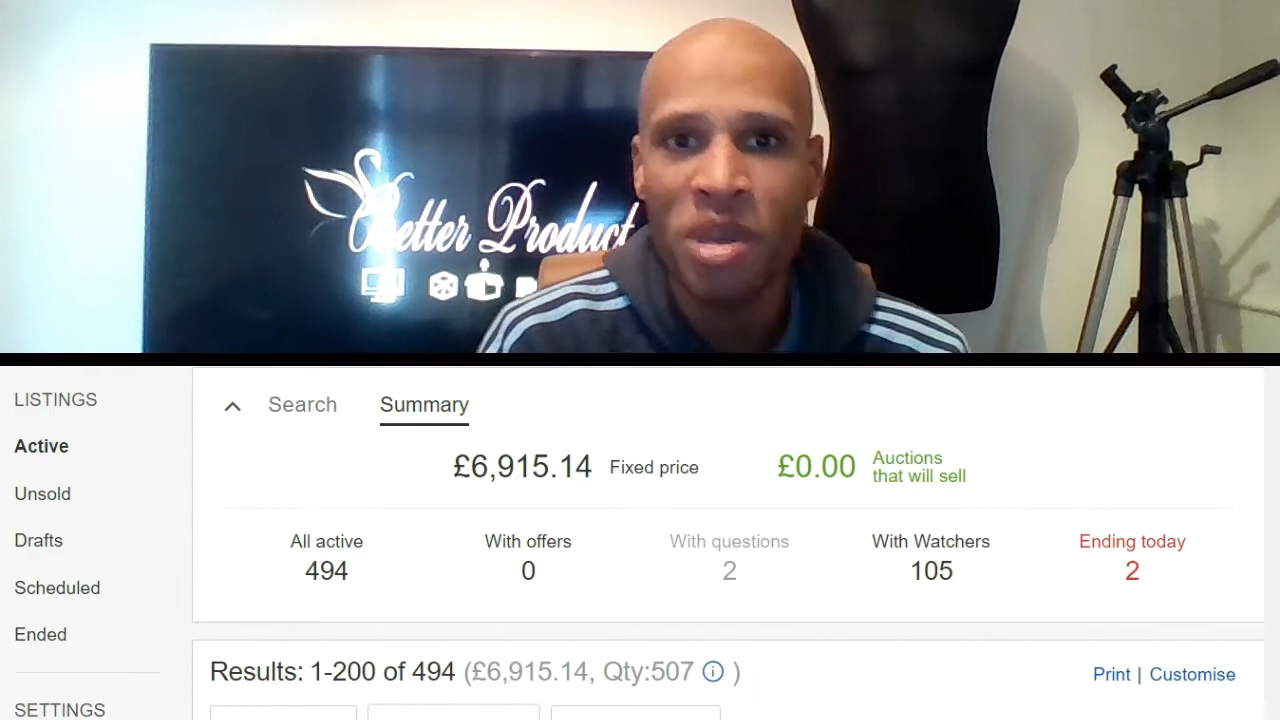 Better Product
LISTINGS
Active
Unsold
Drafts
Scheduled
Ended
SETTINGS
Search Summary
£6,915.14 Fixed price £0.00 Auctions that will sell
All active With offers With questions With Watchers Ending today
494 0 2 105 2
Results: 1-200 of 494 (£6,915.14, Qty:507 )
Print | Customise